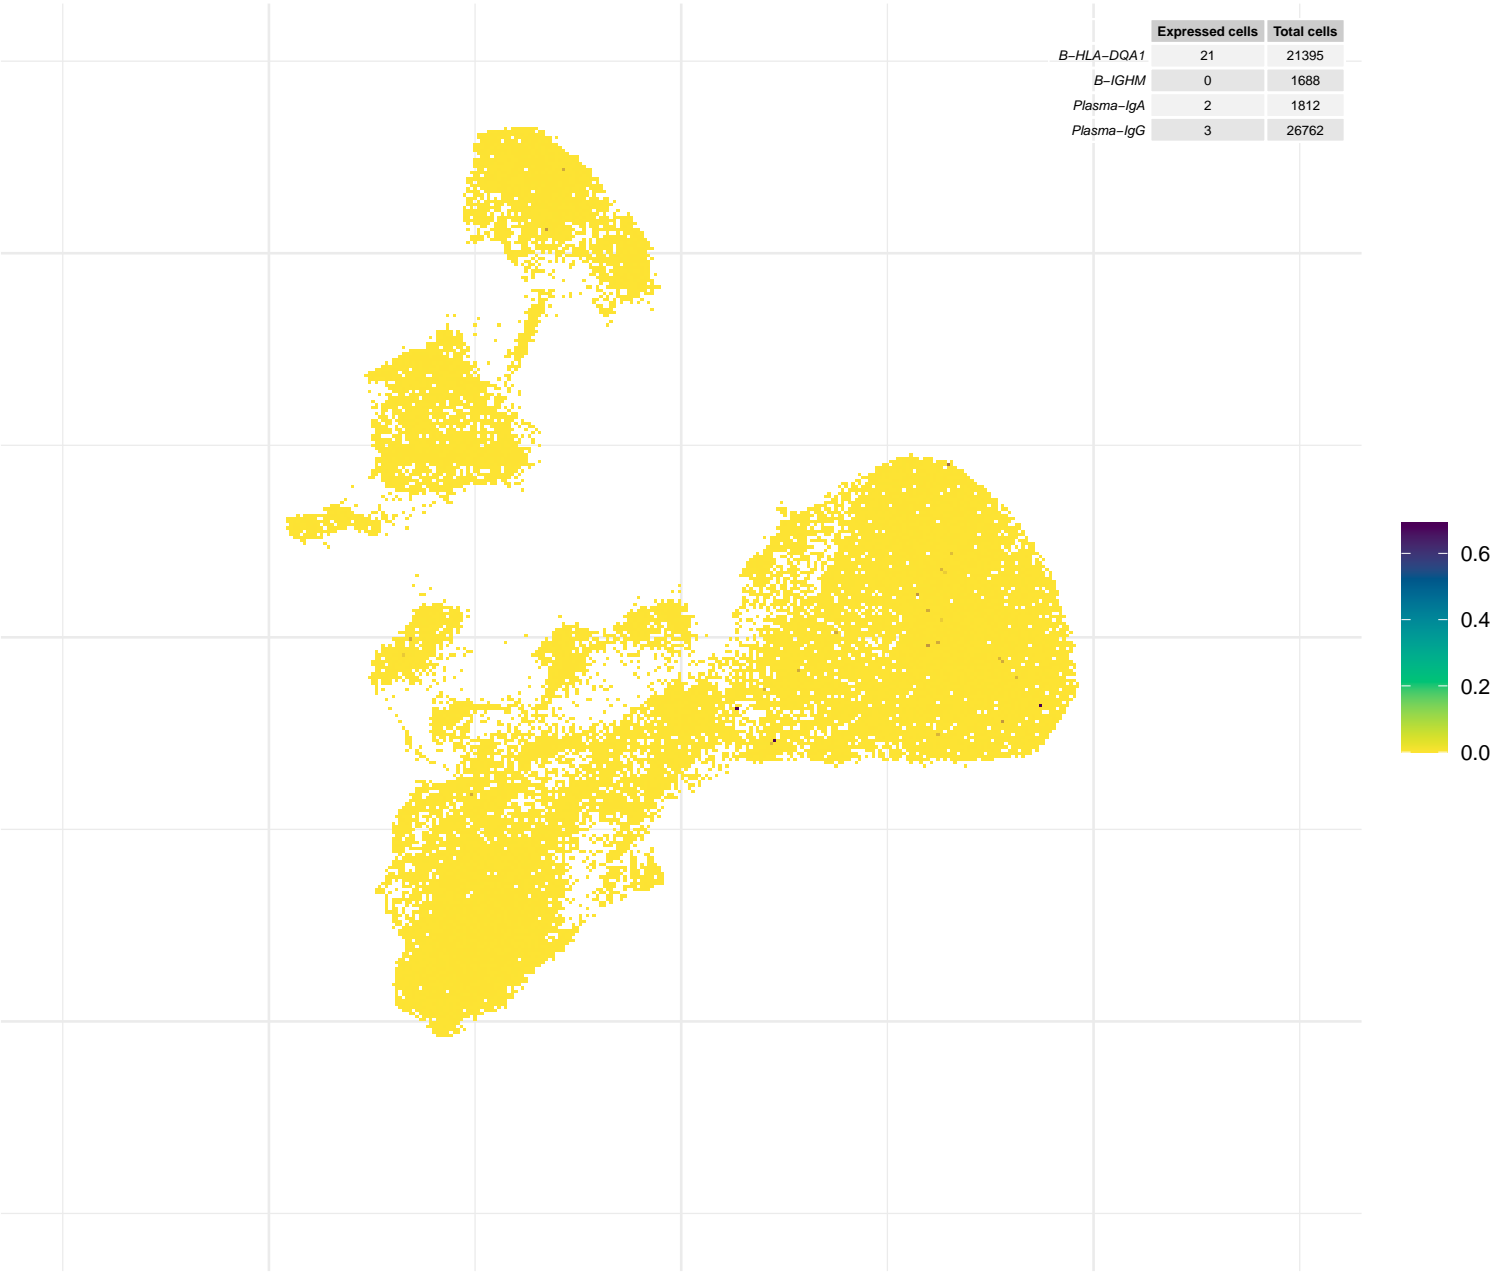 Expressed cells Total cells
B−HLA−DQA1 21 21395
B−IGHM 0 1688
Plasma−IgA 2 1812
Plasma−IgG 3 26762
0.6
0.4
0.2
0.0